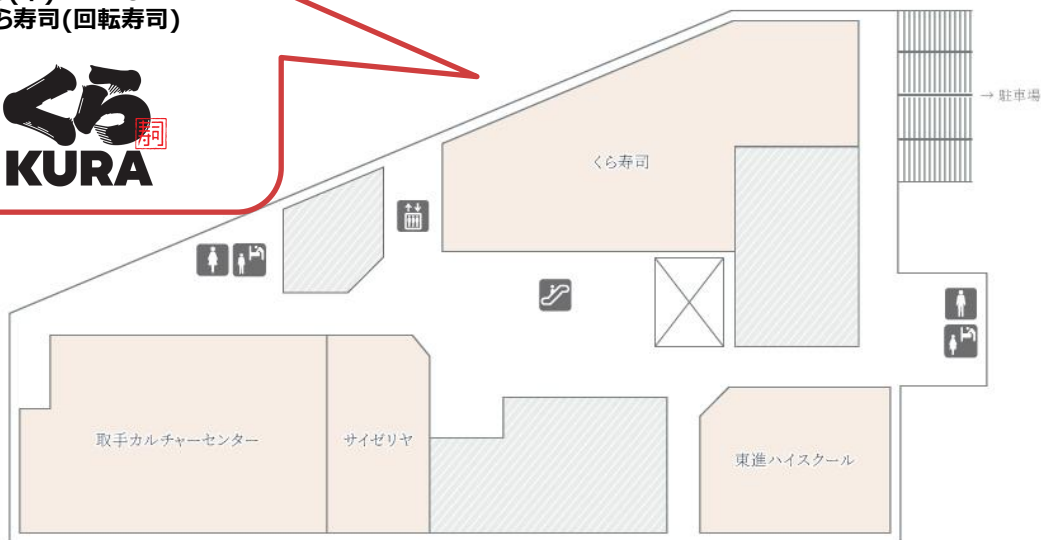 ら寿司(回転寿司)
くら
寿司
KURA
→ 駐車場
くら寿司
取手カルチャーセンター
サイゼリヤ
東進ハイスクール